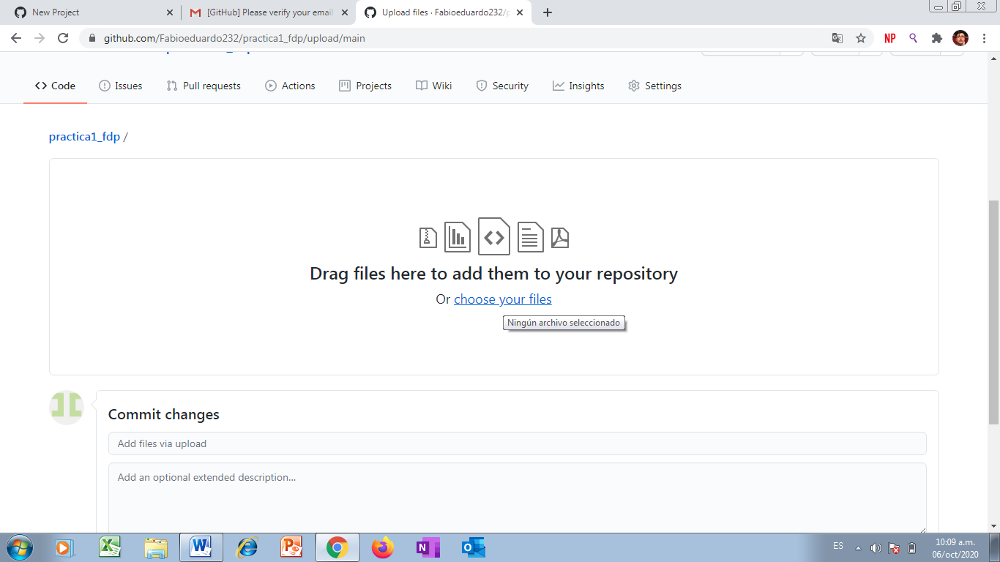 New Project
[GitHub] Please verify your email
Upload files · Fabioeduardo232/p
github.com/Fabioeduardo232/practica1_fdp/upload/main
NP
Code
Issues
Pull requests
Actions
Projects
Wiki
Security
Insights
Settings
practica1_fdp /
Drag files here to add them to your repository
Or choose your files
Ningún archivo seleccionado
Commit changes
Add files via upload
Add an optional extended description...
ES
10:09 a.m.
06/oct/2020